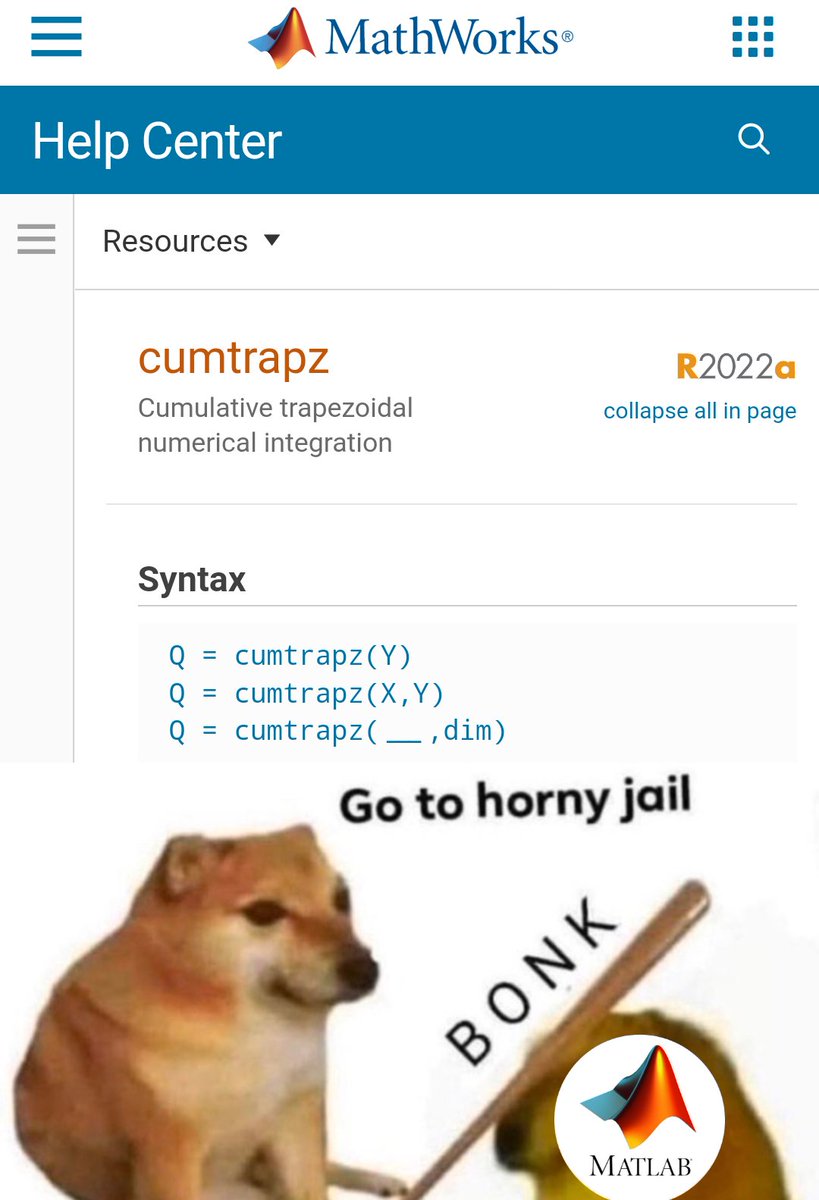 MathWorks®
Help Center
Resources
cumtrapz
Cumulative trapezoidal
numerical integration
R2022a
collapse all in page
Syntax
Q = cumtrapz(Y)
Q = cumtrapz(X,Y)
Q = cumtrapz(__,dim)
Go to horny jail
BONK
MATLAB